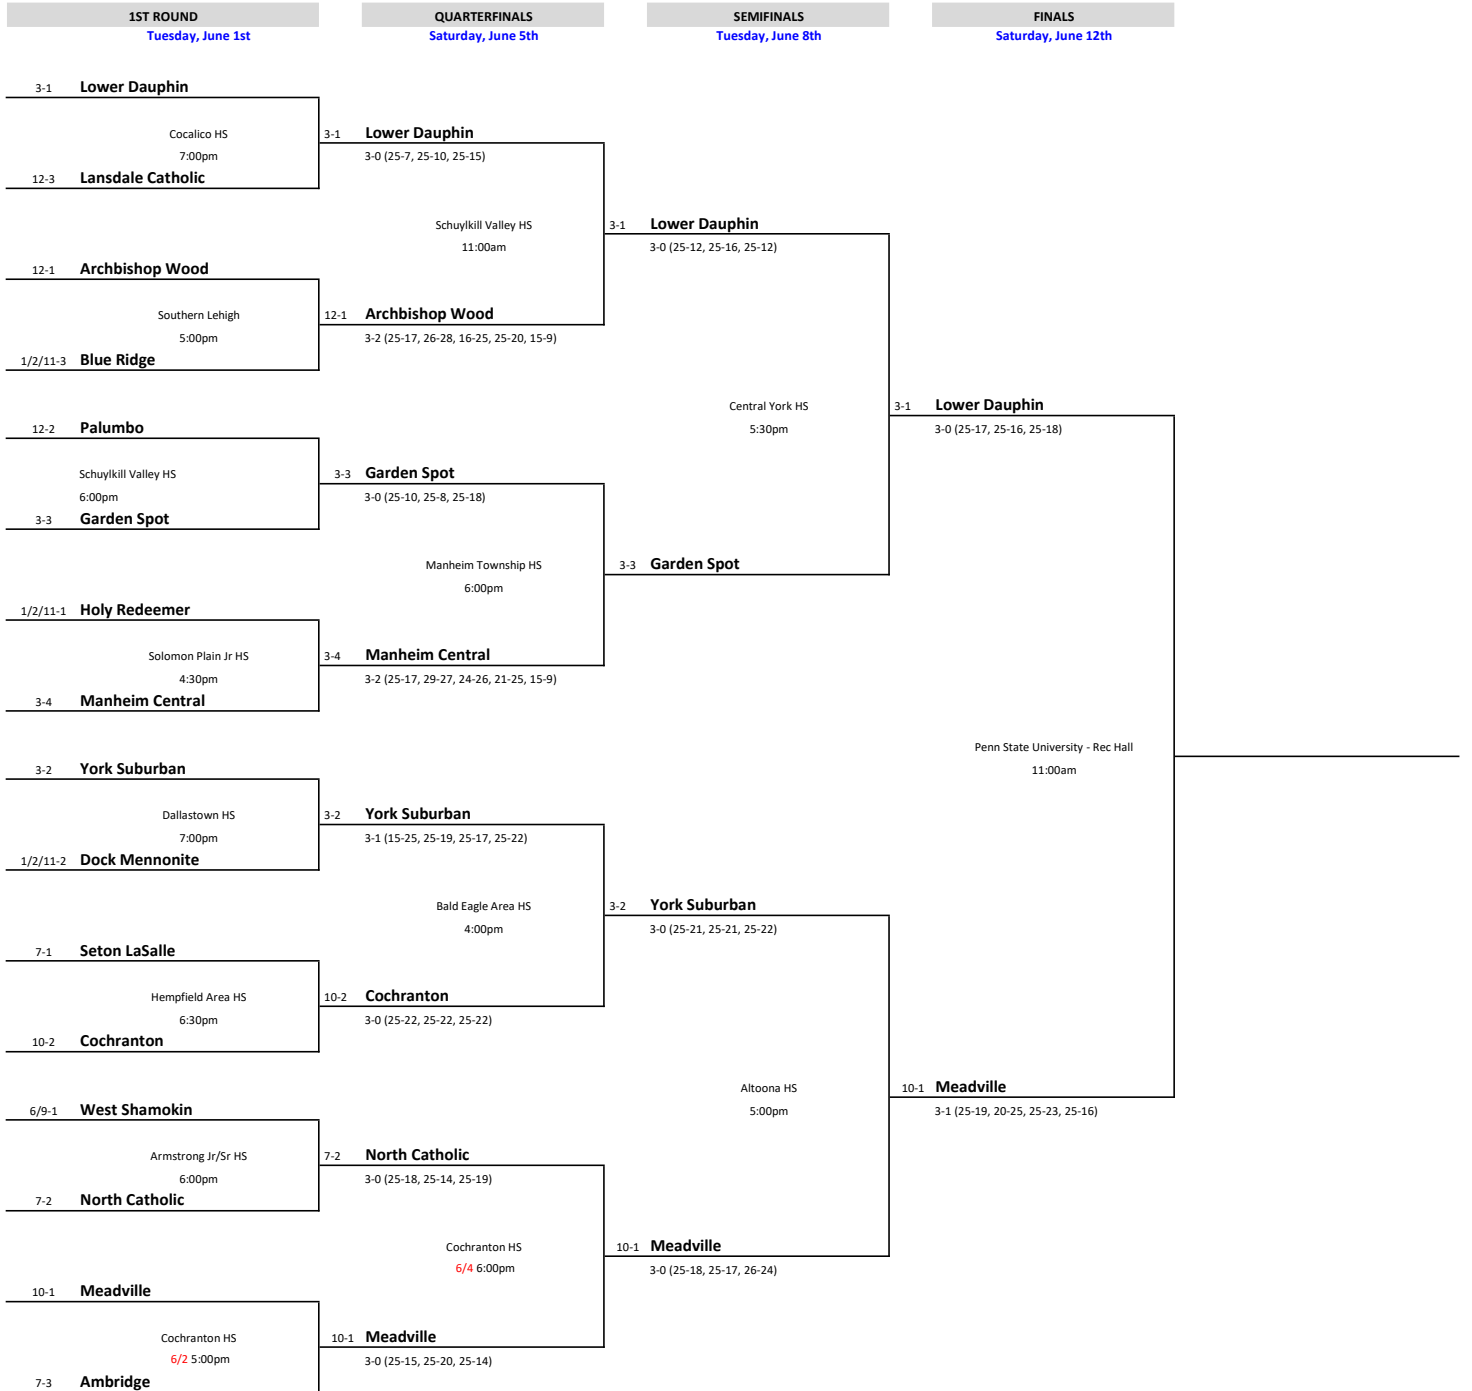 1ST ROUND QUARTERFINALS SEMIFINALS FINALS
Tuesday, June 1st Saturday, June 5th Tuesday, June 8th Saturday, June 12th
3-1 Lower Dauphin
Cocalico HS 3-1 Lower Dauphin
7:00pm 3-0 (25-7, 25-10, 25-15)
12-3 Lansdale Catholic
Schuylkill Valley HS 3-1 Lower Dauphin
11:00am 3-0 (25-12, 25-16, 25-12)
12-1 Archbishop Wood
Southern Lehigh 12-1 Archbishop Wood
5:00pm 3-2 (25-17, 26-28, 16-25, 25-20, 15-9)
1/2/11-3 Blue Ridge
Central York HS 3-1 Lower Dauphin
5:30pm 3-0 (25-17, 25-16, 25-18)
12-2 Palumbo
Schuylkill Valley HS 3-3 Garden Spot
6:00pm 3-0 (25-10, 25-8, 25-18)
3-3 Garden Spot
Manheim Township HS 3-3 Garden Spot
6:00pm
1/2/11-1 Holy Redeemer
Solomon Plain Jr HS 3-4 Manheim Central
4:30pm 3-2 (25-17, 29-27, 24-26, 21-25, 15-9)
3-4 Manheim Central
Penn State University - Rec Hall
3-2 York Suburban 11:00am
Dallastown HS 3-2 York Suburban
7:00pm 3-1 (15-25, 25-19, 25-17, 25-22)
1/2/11-2 Dock Mennonite
Bald Eagle Area HS 3-2 York Suburban
4:00pm 3-0 (25-21, 25-21, 25-22)
7-1 Seton LaSalle
Hempfield Area HS 10-2 Cochranton
6:30pm 3-0 (25-22, 25-22, 25-22)
10-2 Cochranton
Altoona HS 10-1 Meadville
6/9-1 West Shamokin 5:00pm 3-1 (25-19, 20-25, 25-23, 25-16)
Armstrong Jr/Sr HS 7-2 North Catholic
6:00pm 3-0 (25-18, 25-14, 25-19)
7-2 North Catholic
Cochranton HS 10-1 Meadville
6/4 6:00pm 3-0 (25-18, 25-17, 26-24)
10-1 Meadville
Cochranton HS 10-1 Meadville
6/2 5:00pm 3-0 (25-15, 25-20, 25-14)
7-3 Ambridge